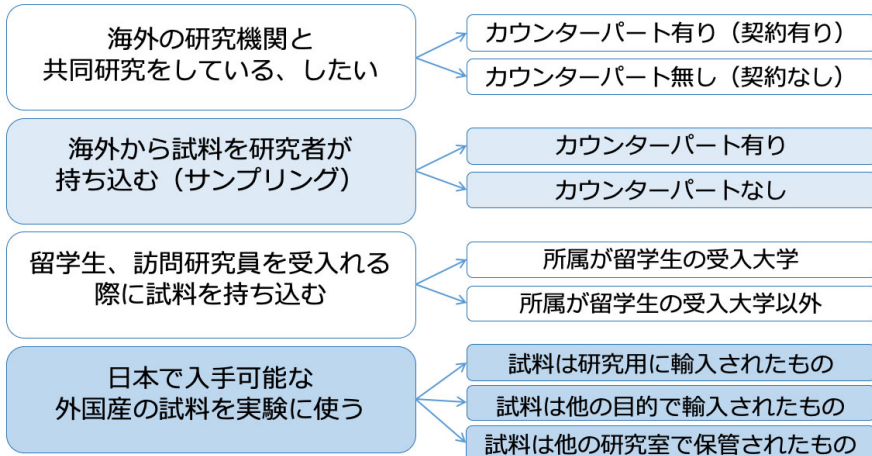 海外の研究機関と
共同研究をしている、したい
カウンターパート有り（契約有り）
カウンターパート無し（契約なし）
海外から試料を研究者が
持ち込む（サンプリング）
カウンターパート有り
カウンターパートなし
留学生、訪問研究員を受入れる
際に試料を持ち込む
所属が留学生の受入大学
所属が留学生の受入大学以外
日本で入手可能な
外国産の試料を実験に使う
試料は研究用に輸入されたもの
試料は他の目的で輸入されたもの
試料は他の研究室で保管されたもの